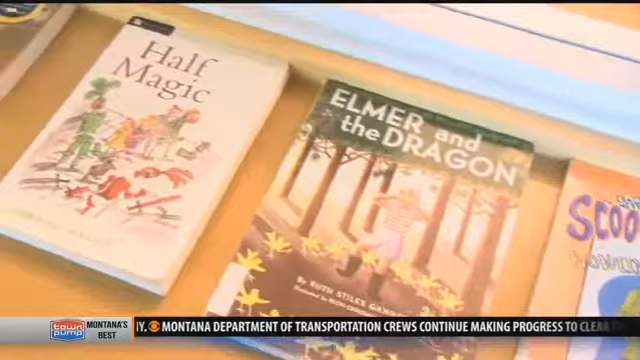 Half
Magic
ELMER and
the DRAGON
BY RUTH STILES GANNETT
SCOO
town
pump
MONTANA'S
BEST
IY. MONTANA DEPARTMENT OF TRANSPORTATION CREWS CONTINUE MAKING PROGRESS TO CLEA